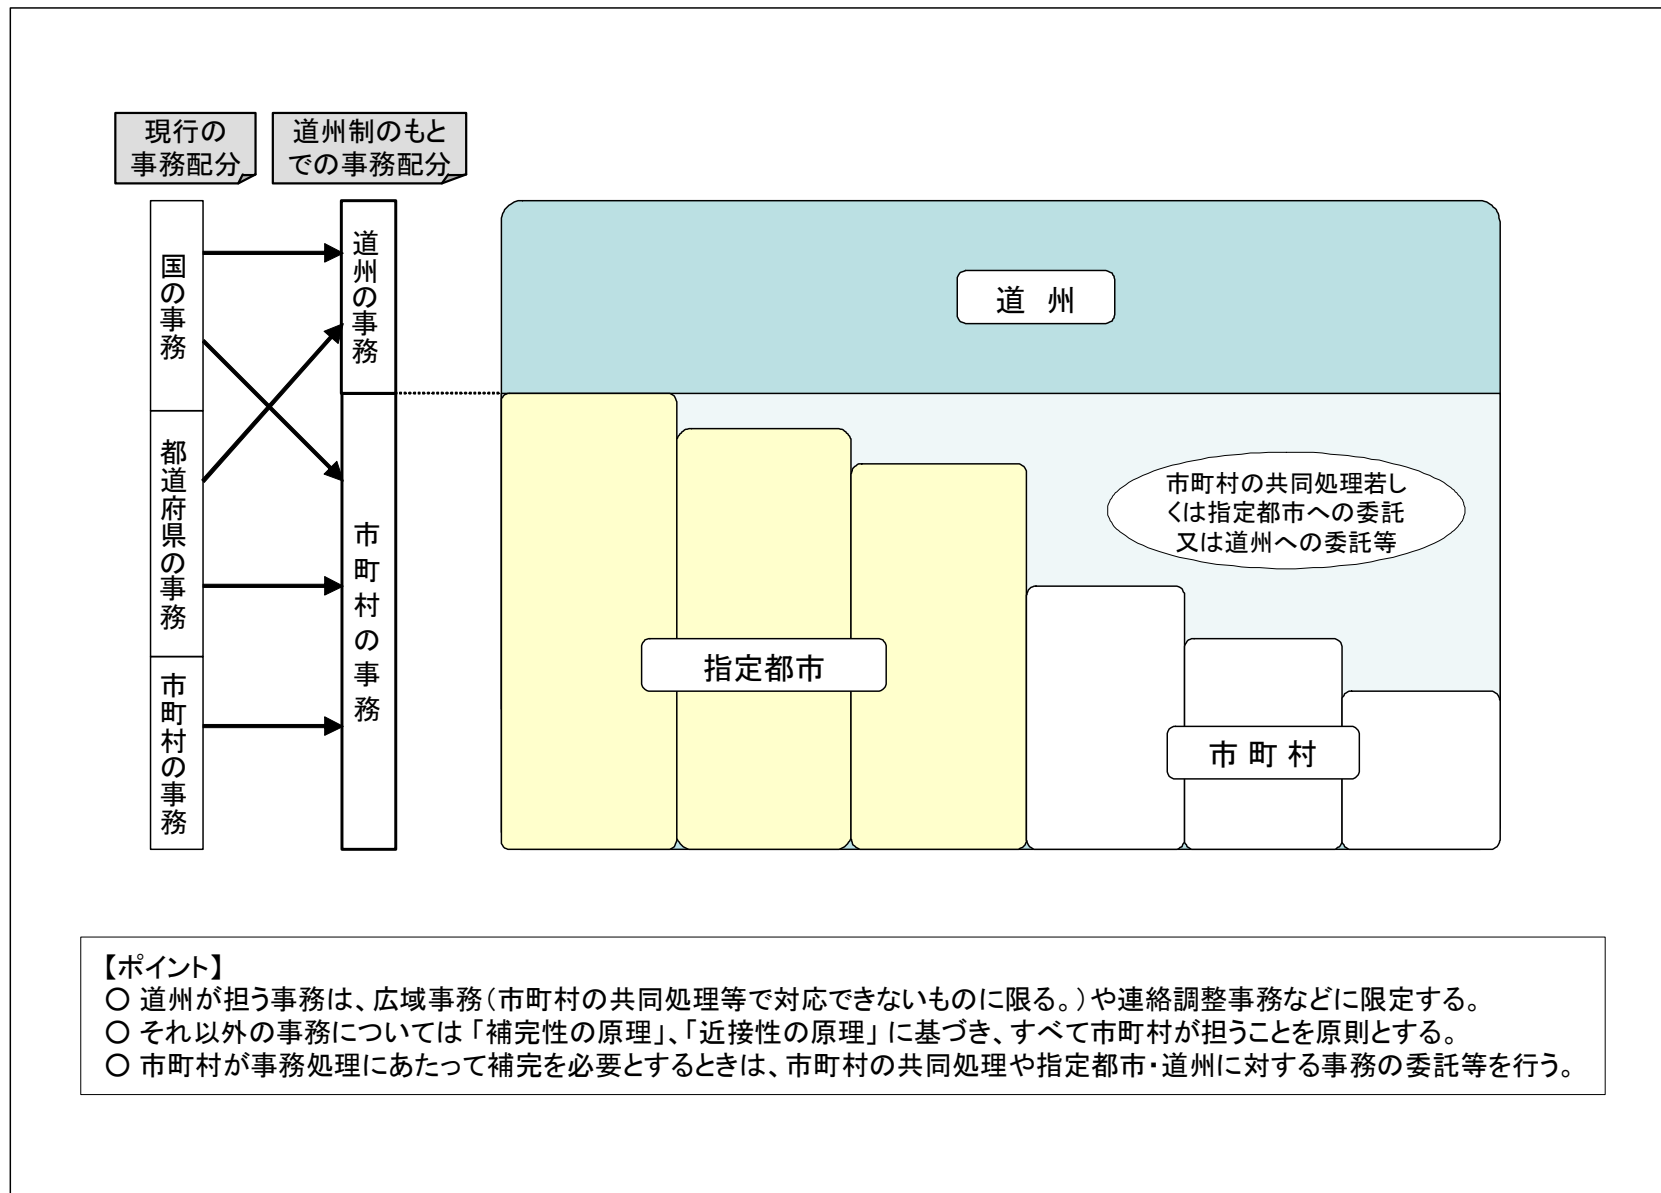 現行の
事務配分
道州制のもと
での事務配分
国の事務
都道府県の事務
市町村の事務
道州の事務
市町村の事務
道 州
市町村の共同処理若し
くは指定都市への委託
又は道州への委託等
指定都市
市 町 村
【ポイント】
○ 道州が担う事務は、広域事務(市町村の共同処理等で対応できないものに限る。)や連絡調整事務などに限定する。
○ それ以外の事務については「補完性の原理」、「近接性の原理」に基づき、すべて市町村が担うことを原則とする。
○ 市町村が事務処理にあたって補完を必要とするときは、市町村の共同処理や指定都市・道州に対する事務の委託等を行う。